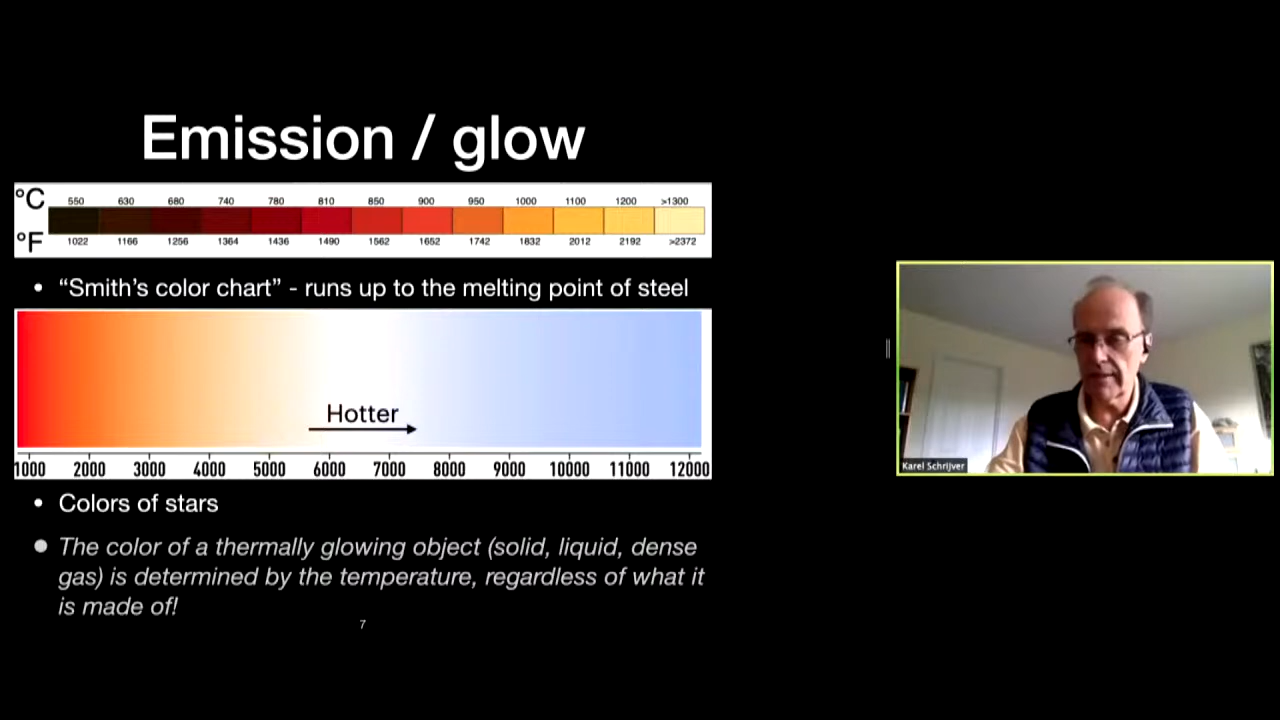 Emission / glow
°C 550 630 680 740 780 810 850 900 950 1000 1100 1200 >1300
°F 1022 1166 1256 1364 1436 1490 1562 1652 1742 1832 2012 2192 >2372
• “Smith’s color chart” - runs up to the melting point of steel
Hotter
1000 2000 3000 4000 5000 6000 7000 8000 9000 10000 11000 12000
• Colors of stars
• The color of a thermally glowing object (solid, liquid, dense
gas) is determined by the temperature, regardless of what it
is made of!
7
Karel Schrijver